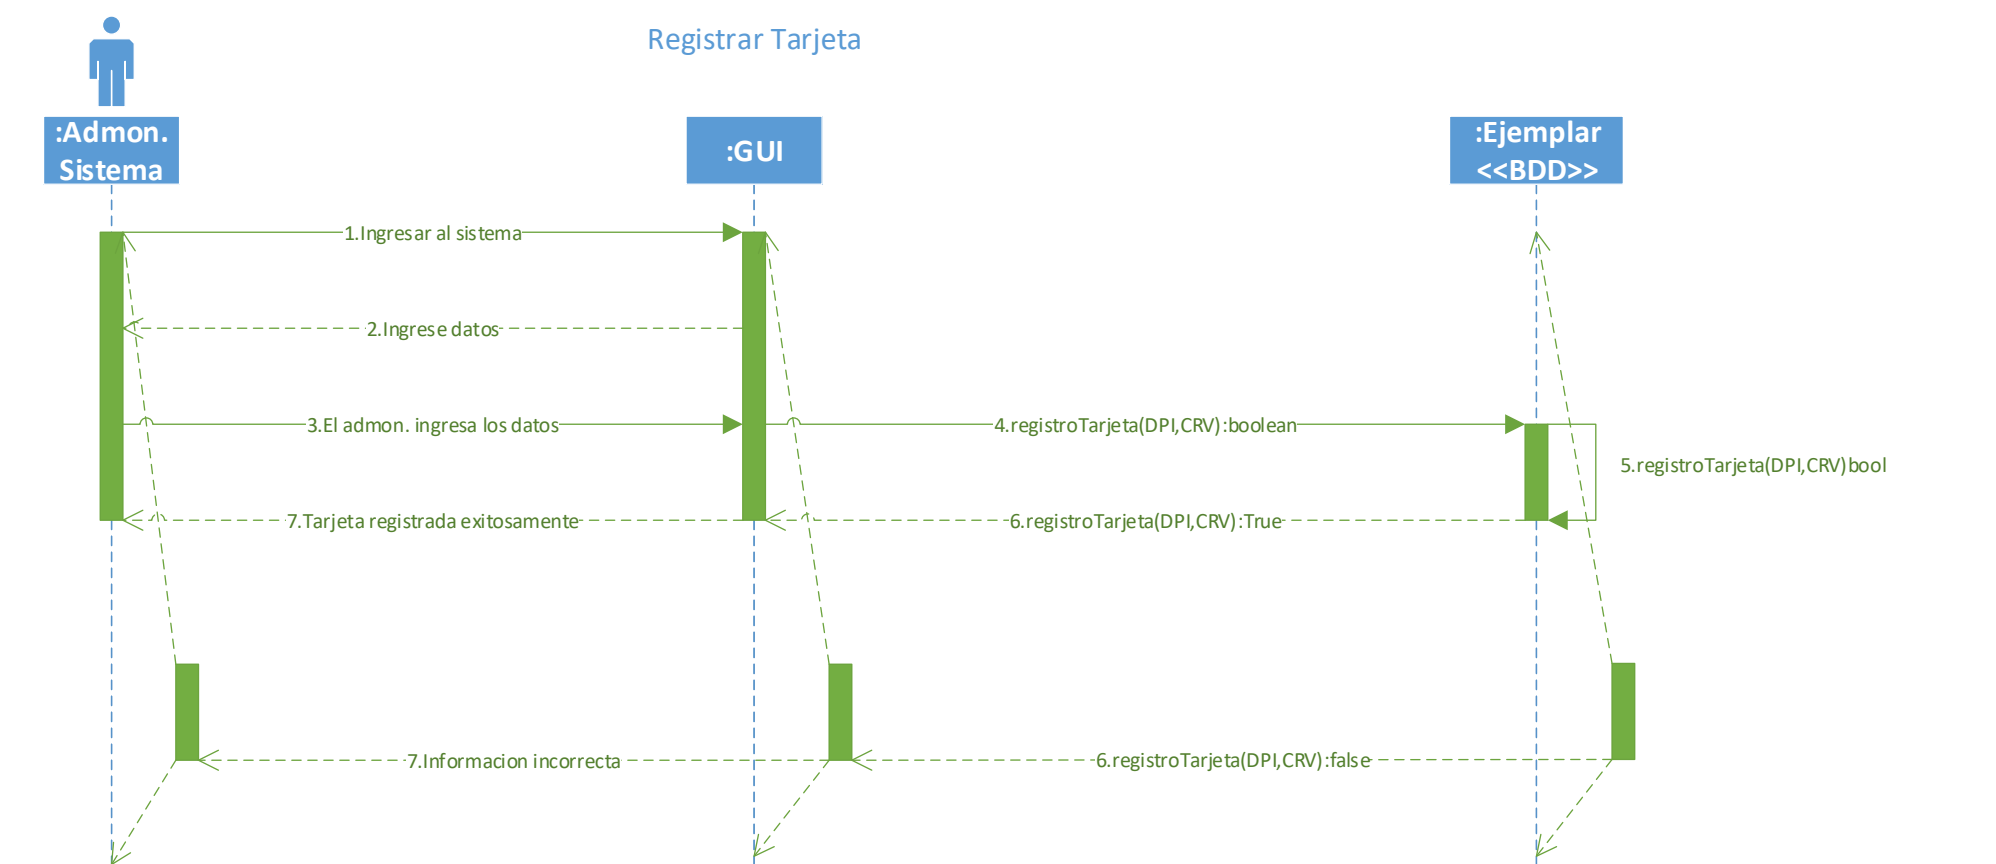 Registrar Tarjeta
:Admon.
Sistema
:GUI
:Ejemplar
<<BDD>>
1.Ingresar al sistema
2.Ingrese datos
3.El admon. ingresa los datos
4.registroTarjeta(DPI,CRV):boolean
5.registroTarjeta(DPI,CRV)bool
7.Tarjeta registrada exitosamente
6.registroTarjeta(DPI,CRV):True
7.Informacion incorrecta
6.registroTarjeta(DPI,CRV):false